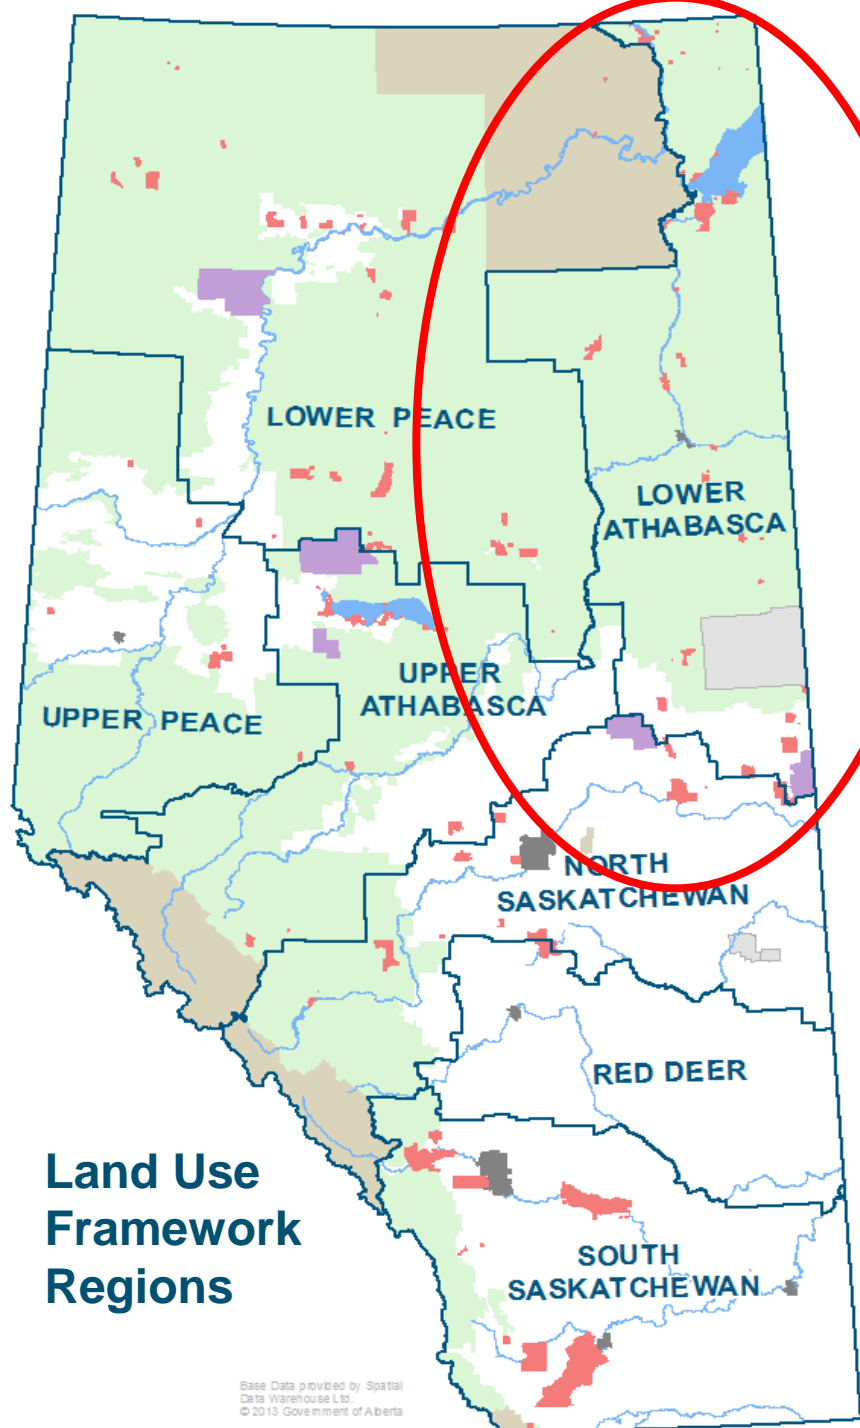 LOWER PEACE
LOWER
ATHABASCA
UPPER
ATHABASCA
UPPER PEACE
NORTH
SASKATCHEWAN
RED DEER
Land Use
Framework
Regions
SOUTH
SASKATCHEWAN
Base Data provided by Spatial
Data Warehouse Ltd.
© 2013 Government of Alberta